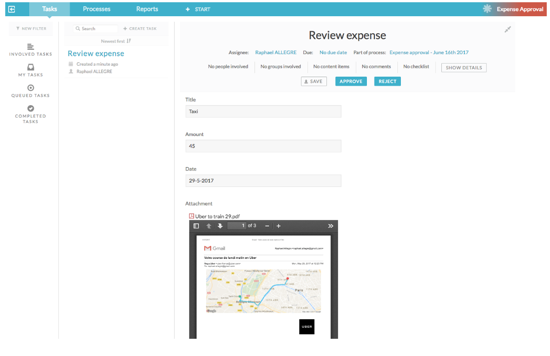 Tasks Processes Reports + START Expense Approval
NEW FILTER
INVOLVED TASKS
MY TASKS
QUEUED TASKS
COMPLETED
TASKS
Search + CREATE TASK
Newest first
Review expense
Created a minute ago
Raphael ALLEGRE
Review expense
Assignee: Raphael ALLEGRE Due: No due date Part of process: Expense approval - June 16th 2017
No people involved No groups involved No content items No comments No checklist SHOW DETAILS
SAVE APPROVE REJECT
Title
Taxi
Amount
45
Date
29-5-2017
Attachment
Uber to train 29.pdf
1 of 3 − +
Gmail
Paris
Google
UBER